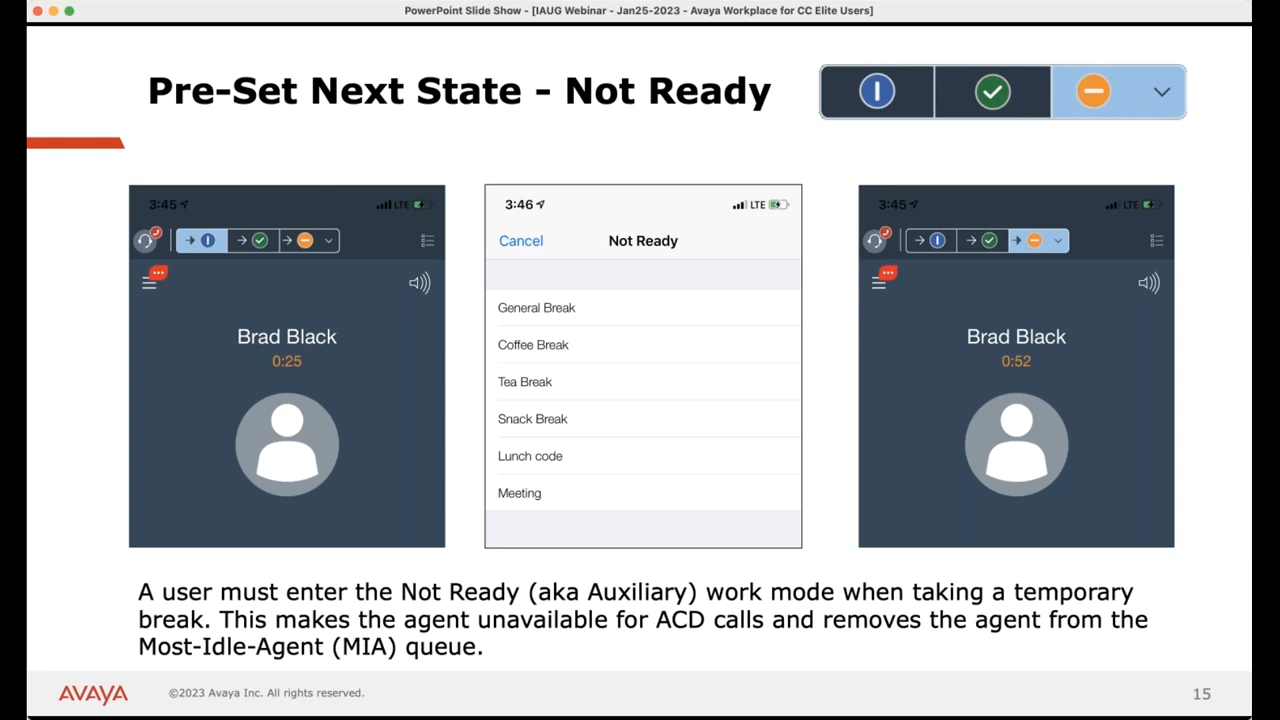 PowerPoint Slide Show - [IAUG Webinar - Jan25-2023 - Avaya Workplace for CC Elite Users]
Pre-Set Next State - Not Ready
3:45
LTE
Brad Black
0:25
3:46
LTE
Cancel
Not Ready
General Break
Coffee Break
Tea Break
Snack Break
Lunch code
Meeting
3:45
LTE
Brad Black
0:52
A user must enter the Not Ready (aka Auxiliary) work mode when taking a temporary
break. This makes the agent unavailable for ACD calls and removes the agent from the
Most-Idle-Agent (MIA) queue.
AVAYA
©2023 Avaya Inc. All rights reserved.
15